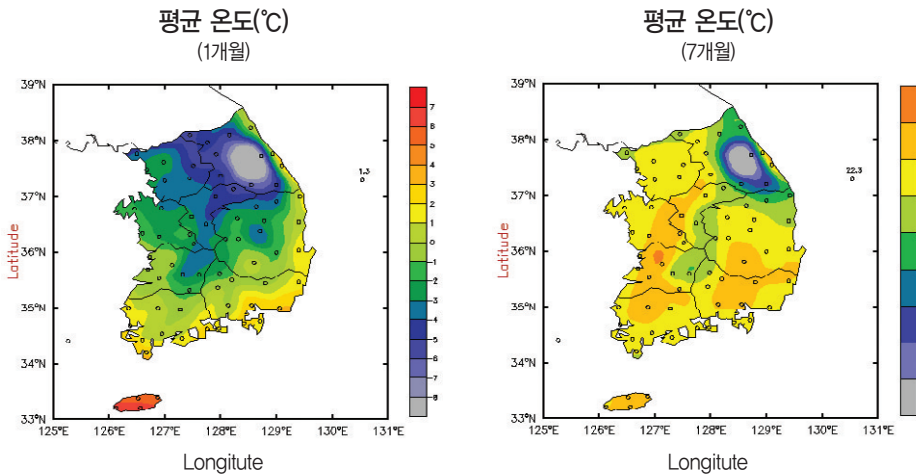 평균 온도(℃)
(1개월)
39°N
38°N
37°N
36°N
35°N
34°N
33°N
Latitude
125°E 126°E 127°E 128°E 129°E 130°E 131°E
Longitute
1.3
7
6
5
4
3
2
1
0
-1
-2
-3
-4
-5
-6
-7
-8
평균 온도(℃)
(7개월)
39°N
38°N
37°N
36°N
35°N
34°N
33°N
Latitude
125°E 126°E 127°E 128°E 129°E 130°E 131°E
Longitute
22.3